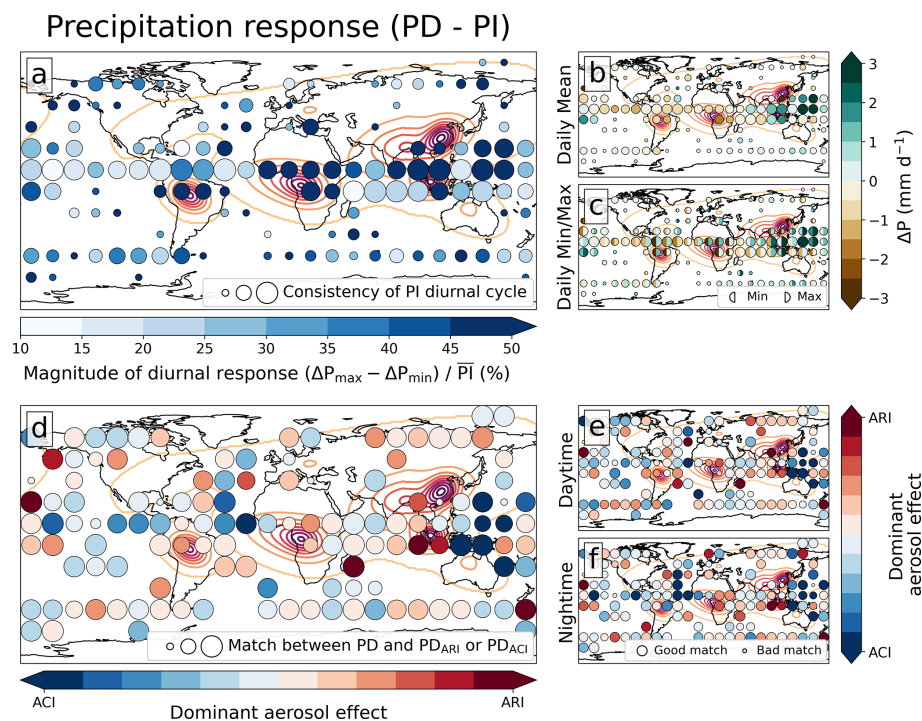 Precipitation response (PD - PI)
a
Consistency of PI diurnal cycle
10 15 20 25 30 35 40 45 50
Magnitude of diurnal response (ΔPmax − ΔPmin) / P̅I̅ (%)
b
Daily Mean
c
Daily Min/Max
Min Max
3
2
1
0
−1
−2
−3
ΔP (mm d⁻¹)
d
Match between PD and PDARI or PDACI
ACI ARI
Dominant aerosol effect
e
Daytime
f
Nighttime
Good match Bad match
ARI
ACI
Dominant
aerosol effect